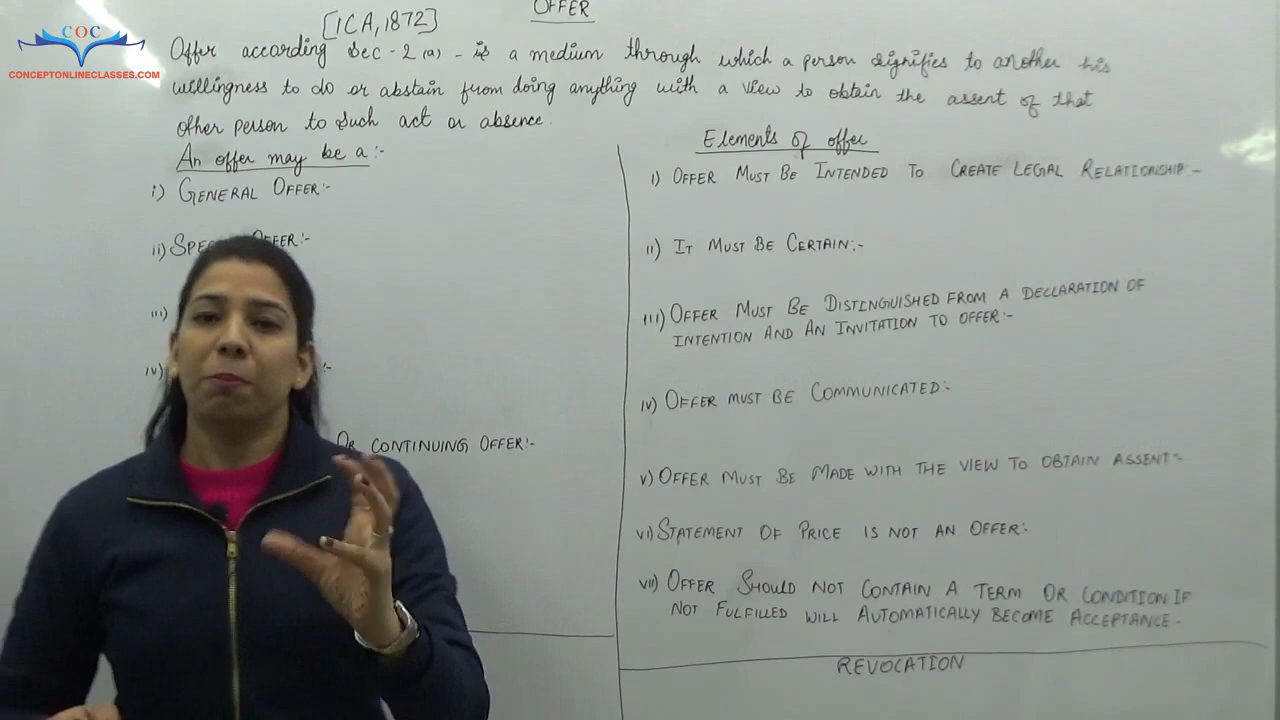 COC
CONCEPTONLINECLASSES.COM
OFFER
[ICA, 1872]
Offer according Sec-2(a) - is a medium through which a person signifies to another his
willingness to do or abstain from doing anything with a view to obtain the assent of that
other person to such act or absence.
An offer may be a:-
i) GENERAL OFFER:-
ii) OFFER:-
iii)
iv) :-
OR CONTINUING OFFER:-
Elements of offer
I) OFFER MUST BE INTENDED TO CREATE LEGAL RELATIONSHIP:-
II) IT MUST BE CERTAIN:-
III) OFFER MUST BE DISTINGUISHED FROM A DECLARATION OF
INTENTION AND AN INVITATION TO OFFER:-
IV) OFFER MUST BE COMMUNICATED:-
V) OFFER MUST BE MADE WITH THE VIEW TO OBTAIN ASSENT:-
VI) STATEMENT OF PRICE IS NOT AN OFFER:-
VII) OFFER SHOULD NOT CONTAIN A TERM OR CONDITION IF
NOT FULFILLED WILL AUTOMATICALLY BECOME ACCEPTANCE-
REVOCATION